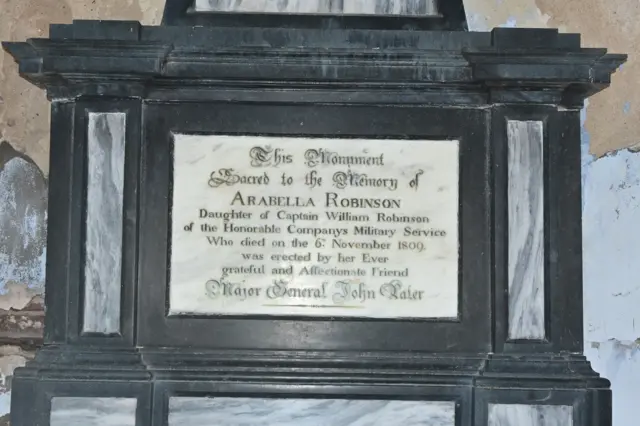 This Monument
Sacred to the Memory of
ARABELLA ROBINSON
Daughter of Captain William Robinson
of the Honorable Companys Military Service
Who died on the 6th November 1809.
was erected by her Ever
grateful and Affectionate Friend
Major General John Pater